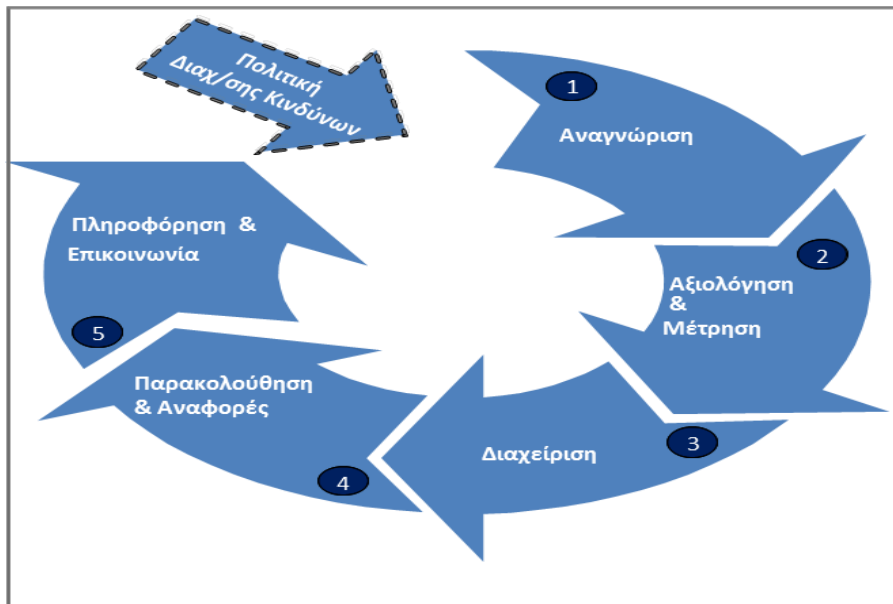 Πολιτική
Διαχ/σης Κινδύνων
1
Αναγνώριση
2
Αξιολόγηση
&
Μέτρηση
3
Διαχείριση
4
Παρακολούθηση
& Αναφορές
5
Πληροφόρηση &
Επικοινωνία